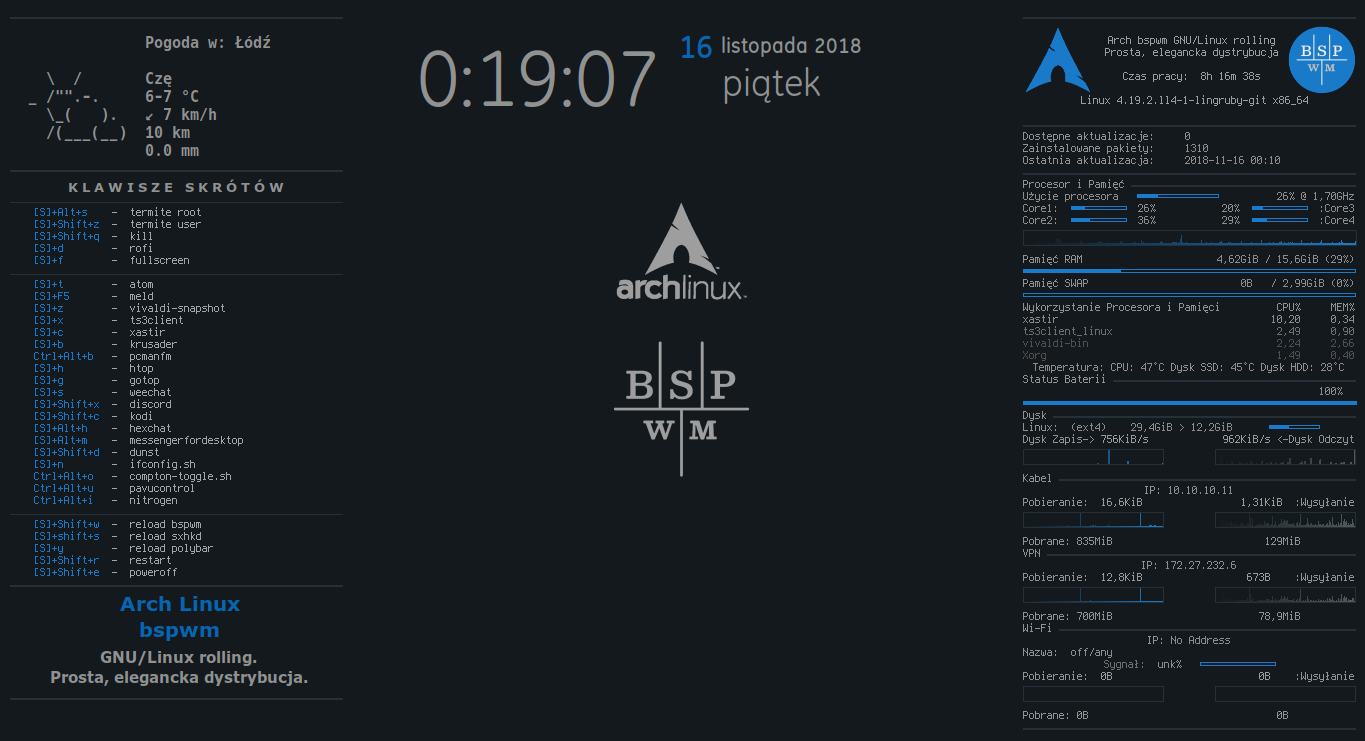 Pogoda w: Łódź
\ / Czę
_ /"".-. 6-7 °C
\_( ). ↙ 7 km/h
/(___(__) 10 km
0.0 mm
KLAWISZE SKRÓTÓW
[S]+Alt+s - termite root
[S]+Shift+z - termite user
[S]+Shift+q - kill
[S]+d - rofi
[S]+f - fullscreen
[S]+t - atom
[S]+F5 - meld
[S]+z - vivaldi-snapshot
[S]+x - ts3client
[S]+c - xastir
[S]+b - krusader
Ctrl+Alt+b - pcmanfm
[S]+h - htop
[S]+g - gotop
[S]+s - weechat
[S]+Shift+x - discord
[S]+Shift+c - kodi
[S]+Alt+h - hexchat
[S]+Alt+m - messengerfordesktop
[S]+Shift+d - dunst
[S]+n - ifconfig.sh
Ctrl+Alt+o - compton-toggle.sh
Ctrl+Alt+u - pavucontrol
Ctrl+Alt+i - nitrogen
[S]+Shift+w - reload bspwm
[S]+shift+s - reload sxhkd
[S]+y - reload polybar
[S]+Shift+r - restart
[S]+Shift+e - poweroff
Arch Linux
bspwm
GNU/Linux rolling.
Prosta, elegancka dystrybucja.
0:19:07
16 listopada 2018
piątek
archlinux™
B S P
W M
Arch bspwm GNU/Linux rolling
Prosta, elegancka dystrybucja
Czas pracy: 8h 16m 38s
Linux 4.19.2.ll4-1-lingruby-git x86_64
B S P
W M
Dostępne aktualizacje: 0
Zainstalowane pakiety: 1310
Ostatnia aktualizacja: 2018-11-16 00:10
Procesor i Pamięć
Użycie procesora 26% @ 1,70GHz
Core1: 26% 20% :Core3
Core2: 36% 29% :Core4
Pamięć RAM 4,62GiB / 15,6GiB (29%)
Pamięć SWAP 0B / 2,99GiB (0%)
Wykorzystanie Procesora i Pamięci CPU% MEM%
xastir 10,20 0,34
ts3client_linux 2,49 0,90
vivaldi-bin 2,24 2,66
Xorg 1,49 0,40
Temperatura: CPU: 47°C Dysk SSD: 45°C Dysk HDD: 28°C
Status Baterii
100%
Dysk
Linux: (ext4) 29,4GiB > 12,2GiB
Dysk Zapis-> 756KiB/s 962KiB/s <-Dysk Odczyt
Kabel
IP: 10.10.10.11
Pobieranie: 16,6KiB 1,31KiB :Wysyłanie
Pobrane: 835MiB 129MiB
VPN
IP: 172.27.232.6
Pobieranie: 12,8KiB 673B :Wysyłanie
Pobrane: 700MiB 78,9MiB
Wi-Fi
IP: No Address
Nazwa: off/any
Sygnał: unk%
Pobieranie: 0B 0B :Wysyłanie
Pobrane: 0B 0B